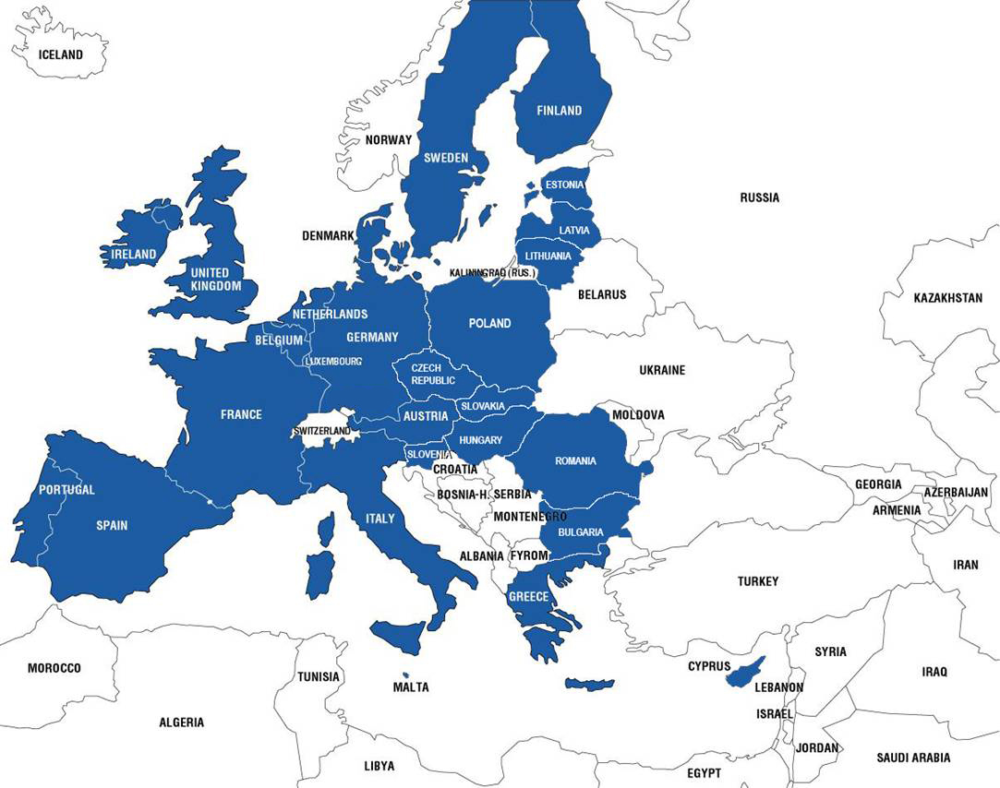 ICELAND
FINLAND
NORWAY
SWEDEN
ESTONIA
RUSSIA
LATVIA
DENMARK
IRELAND
LITHUANIA
UNITED
KINGDOM
KALININGRAD (RUS.)
BELARUS
KAZAKHSTAN
NETHERLANDS
POLAND
BELGIUM
GERMANY
LUXEMBOURG
CZECH
REPUBLIC
UKRAINE
SLOVAKIA
FRANCE
AUSTRIA
MOLDOVA
SWITZERLAND
HUNGARY
SLOVENIA
ROMANIA
CROATIA
PORTUGAL
BOSNIA-H.
SERBIA
GEORGIA
AZERBAIJAN
ARMENIA
SPAIN
ITALY
MONTENEGRO
BULGARIA
ALBANIA
FYROM
IRAN
TURKEY
GREECE
SYRIA
MOROCCO
TUNISIA
MALTA
CYPRUS
LEBANON
IRAQ
ISRAEL
ALGERIA
JORDAN
SAUDI ARABIA
LIBYA
EGYPT